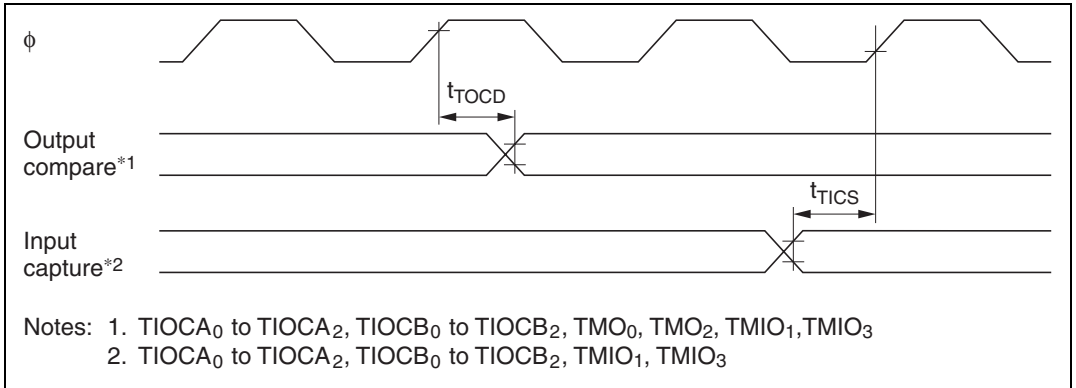 ϕ
tTOCD
Output
compare*1
tTICS
Input
capture*2
Notes: 1. TIOCA0 to TIOCA2, TIOCB0 to TIOCB2, TMO0, TMO2, TMIO1,TMIO3
2. TIOCA0 to TIOCA2, TIOCB0 to TIOCB2, TMIO1, TMIO3